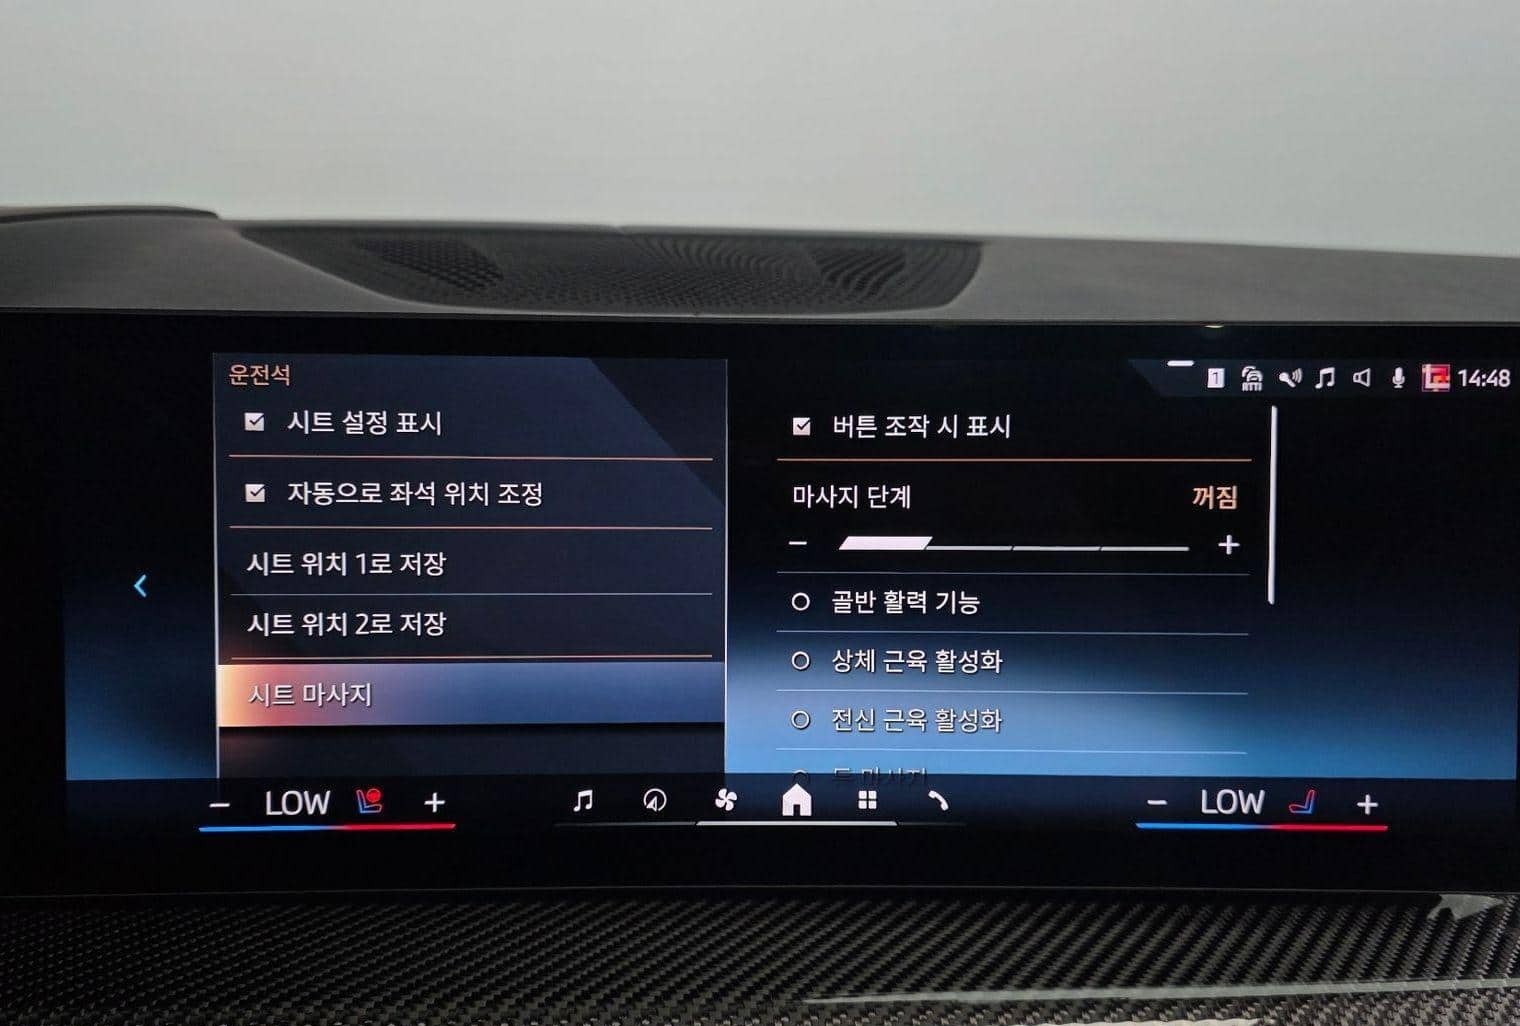 운전석
시트 설정 표시
자동으로 좌석 위치 조정
시트 위치 1로 저장
시트 위치 2로 저장
시트 마사지
1
RTTI
14:48
버튼 조작 시 표시
마사지 단계 꺼짐
골반 활력 기능
상체 근육 활성화
전신 근육 활성화
LOW
LOW